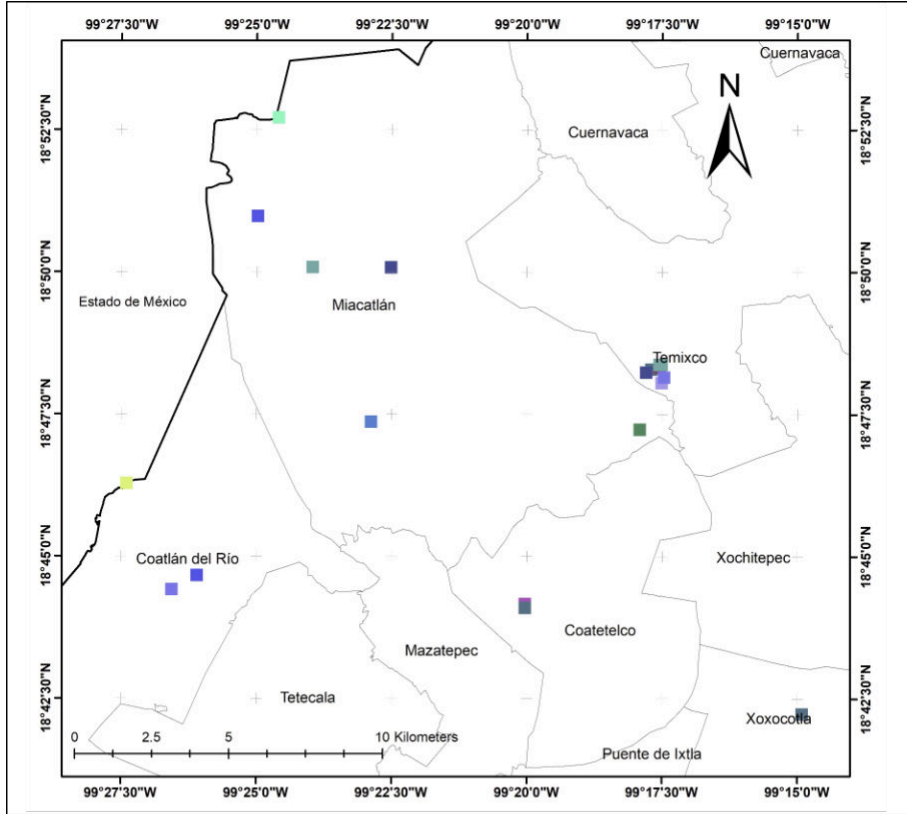 99°27'30"W 99°25'0"W 99°22'30"W 99°20'0"W 99°17'30"W 99°15'0"W
Cuernavaca
N
18°52'30"N 18°52'30"N
Cuernavaca
18°50'0"N 18°50'0"N
Estado de México
Miacatlán
Temixco
18°47'30"N 18°47'30"N
18°45'0"N 18°45'0"N
Coatlán del Río
Xochitepec
Coatetelco
Mazatepec
18°42'30"N 18°42'30"N
Tetecala
Xoxocotla
0 2.5 5 10 Kilometers
Puente de Ixtla
99°27'30"W 99°25'0"W 99°22'30"W 99°20'0"W 99°17'30"W 99°15'0"W